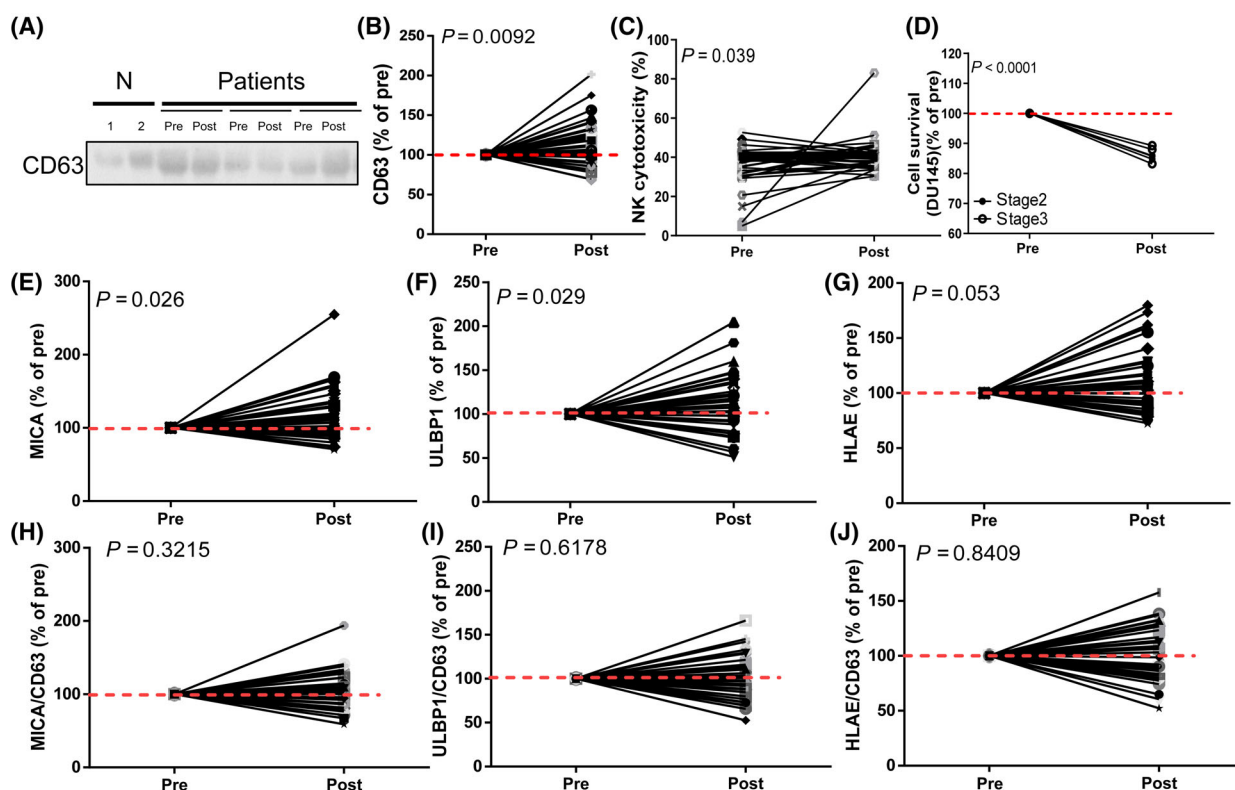 (A)
N
Patients
1 2 Pre Post Pre Post Pre Post
CD63
(B)
P = 0.0092
CD63 (% of pre)
250
200
150
100
50
0
Pre Post
(C)
P = 0.039
NK cytotoxicity (%)
100
80
60
40
20
0
Pre Post
(D)
P < 0.0001
Cell survival
(DU145)(% of pre)
120
110
100
90
80
70
60
Stage2
Stage3
Pre Post
(E)
P = 0.026
MICA (% of pre)
300
200
100
0
Pre Post
(F)
P = 0.029
ULBP1 (% of pre)
250
200
150
100
50
0
Pre Post
(G)
P = 0.053
HLAE (% of pre)
200
150
100
50
0
Pre Post
(H)
P = 0.3215
MICA/CD63 (% of pre)
300
200
100
0
Pre Post
(I)
P = 0.6178
ULBP1/CD63 (% of pre)
250
200
150
100
50
0
Pre Post
(J)
P = 0.8409
HLAE/CD63 (% of pre)
200
150
100
50
0
Pre Post